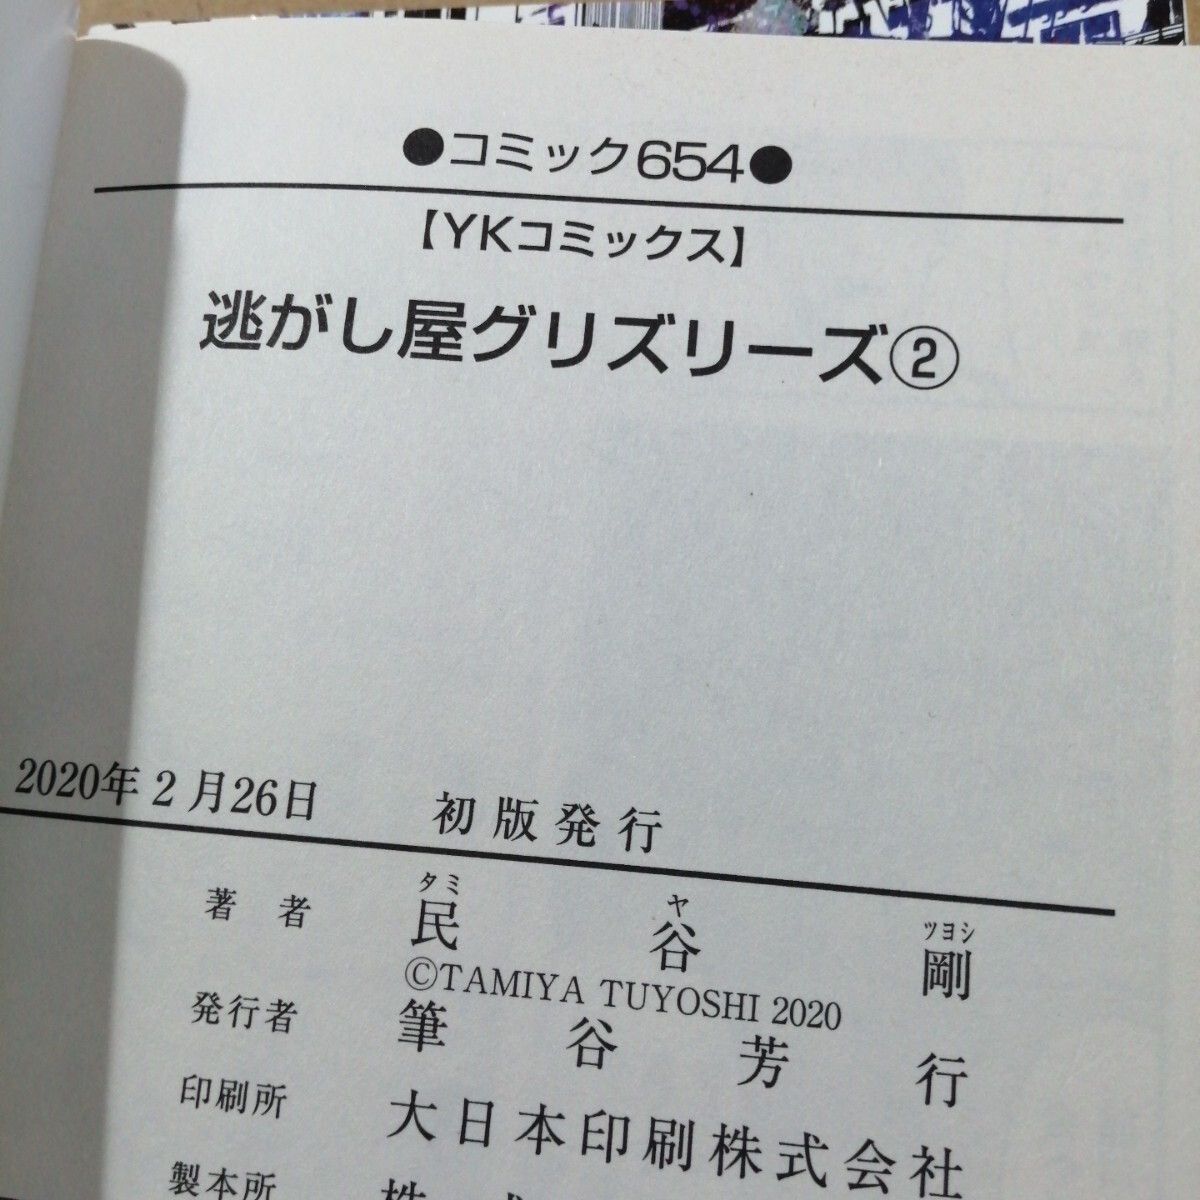 ●コミック654●
【YKコミックス】
逃がし屋グリズリーズ②
2020年2月26日 初版発行
タミ ヤ ツヨシ
著者 民谷 剛
©TAMIYA TUYOSHI 2020
発行者 筆谷芳行
印刷所 大日本印刷株式会社
製本所 株式